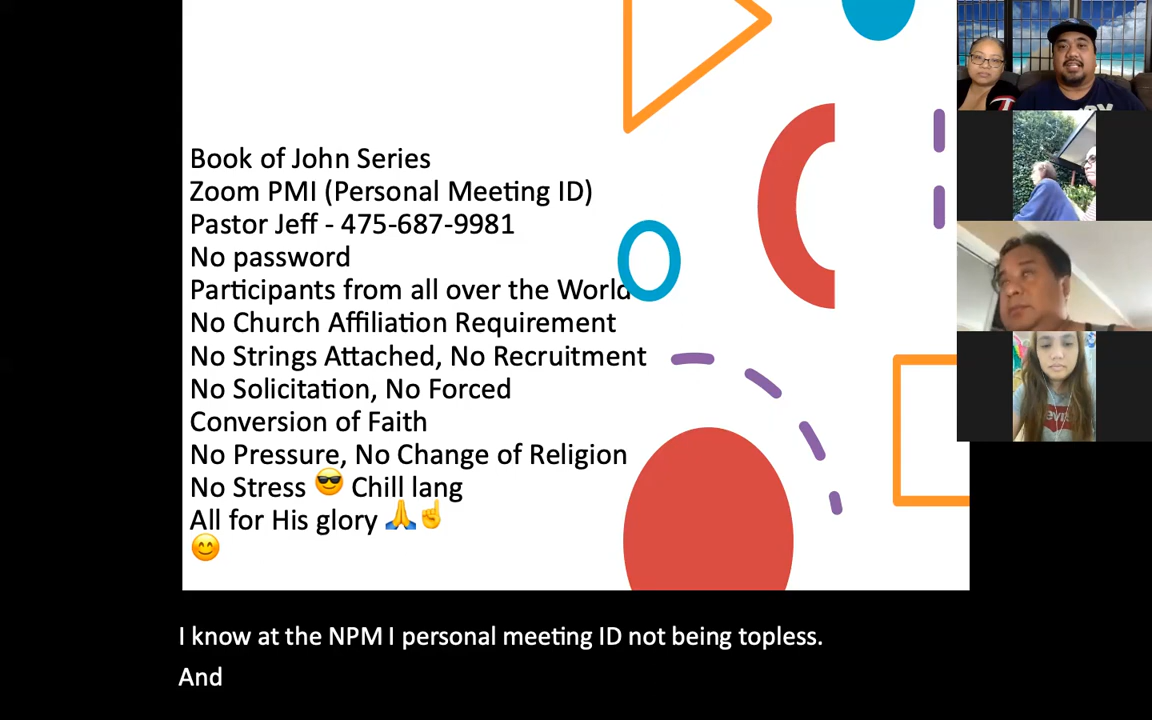 Book of John Series
Zoom PMI (Personal Meeting ID)
Pastor Jeff - 475-687-9981
No password
Participants from all over the World
No Church Affiliation Requirement
No Strings Attached, No Recruitment
No Solicitation, No Forced
Conversion of Faith
No Pressure, No Change of Religion
No Stress 😎 Chill lang
All for His glory 🙏☝️
😊
I know at the NPM I personal meeting ID not being topless.
And